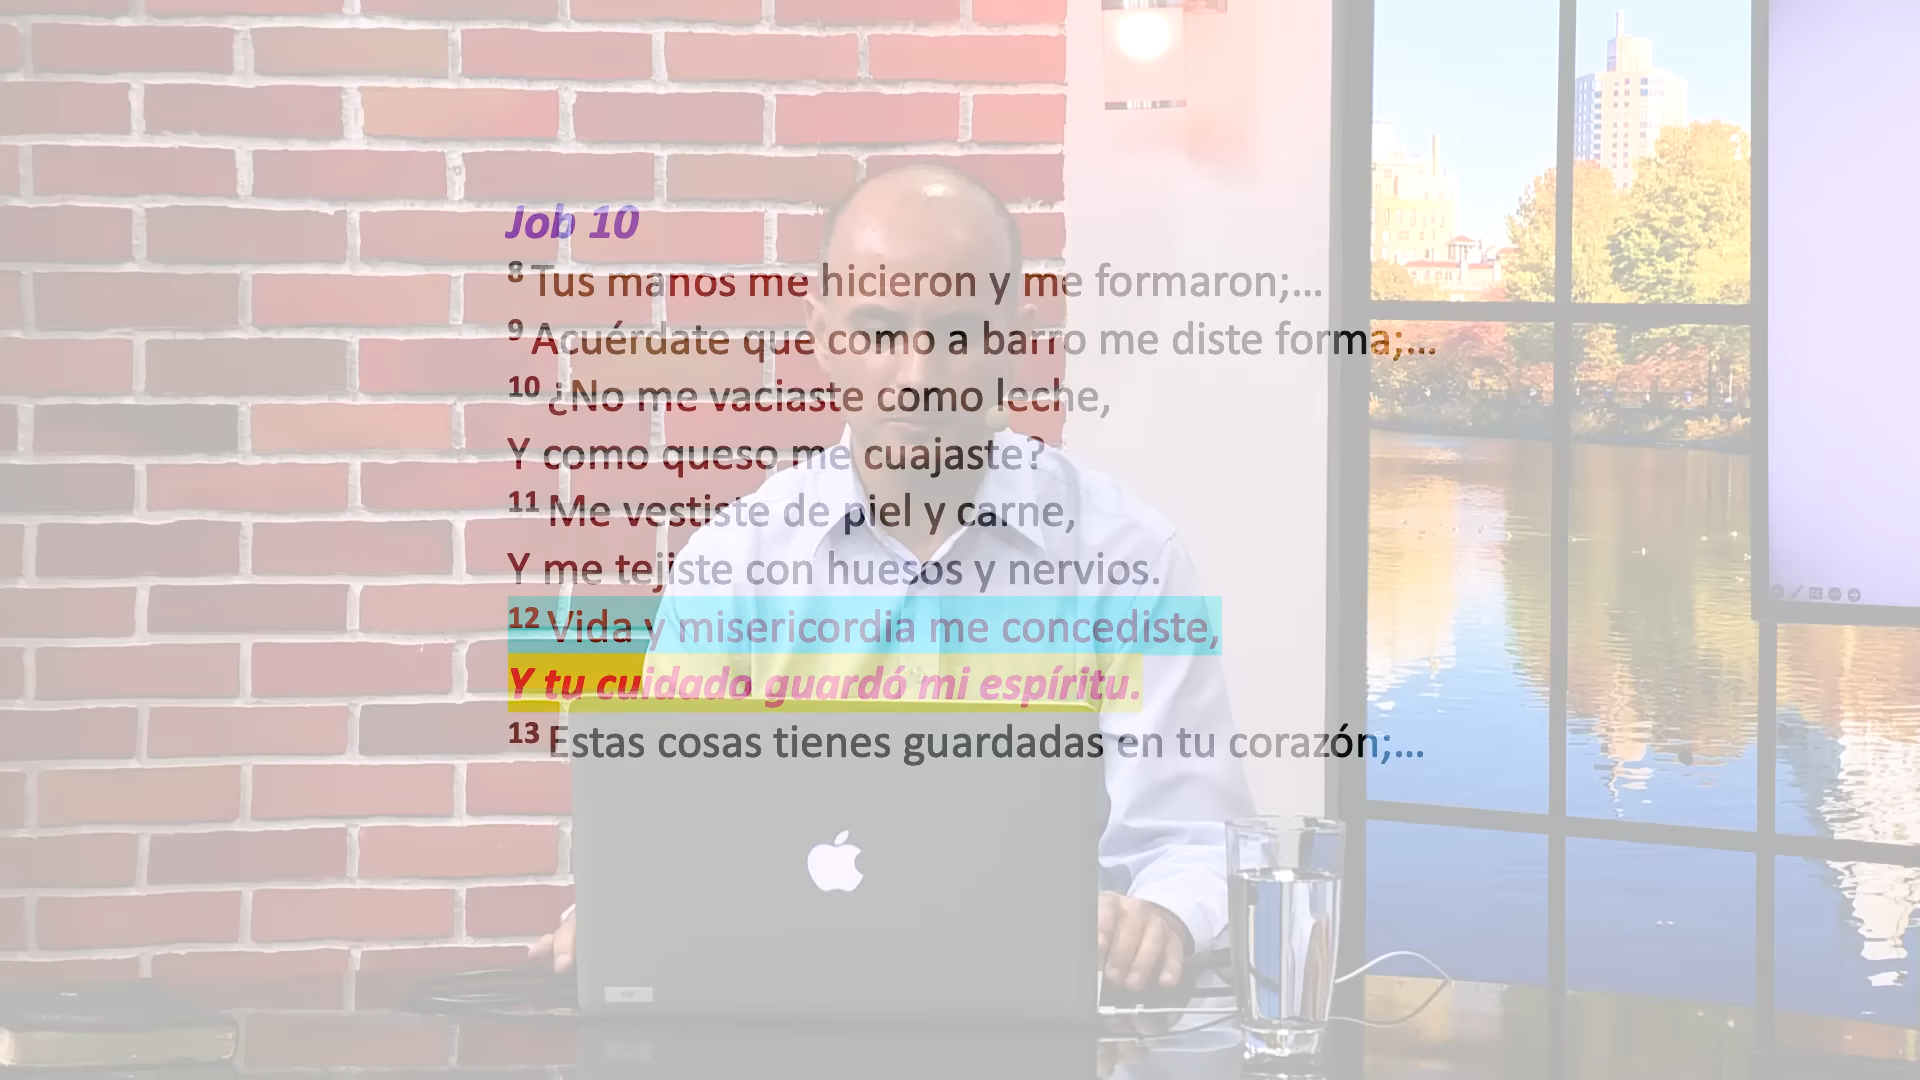 Job 10
8 Tus manos me hicieron y me formaron;...
9 Acuérdate que como a barro me diste forma;...
10 ¿No me vaciaste como leche,
Y como queso me cuajaste?
11 Me vestiste de piel y carne,
Y me tejiste con huesos y nervios.
12 Vida y misericordia me concediste,
Y tu cuidado guardó mi espíritu.
13 Estas cosas tienes guardadas en tu corazón;...